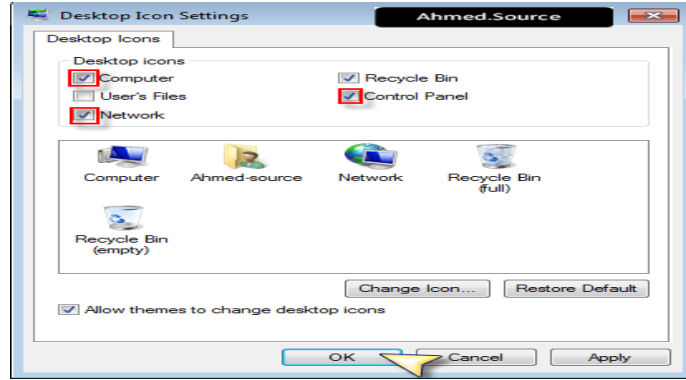 Desktop Icon Settings
Ahmed.Source
Desktop Icons
Desktop icons
Computer
Recycle Bin
User's Files
Control Panel
Network
Computer
Ahmed-source
Network
Recycle Bin
(full)
Recycle Bin
(empty)
Change Icon...
Restore Default
Allow themes to change desktop icons
OK
Cancel
Apply